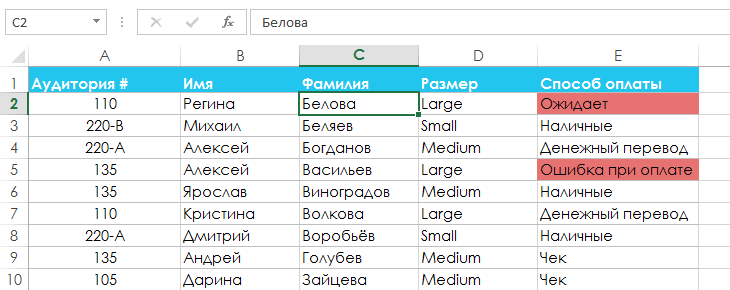 C2 fx Белова
A B C D E
1 Аудитория # Имя Фамилия Размер Способ оплаты
2 110 Регина Белова Large Ожидает
3 220-В Михаил Беляев Small Наличные
4 220-А Алексей Богданов Medium Денежный перевод
5 135 Алексей Васильев Large Ошибка при оплате
6 135 Ярослав Виноградов Medium Наличные
7 110 Кристина Волкова Large Денежный перевод
8 220-А Дмитрий Воробьёв Small Наличные
9 135 Андрей Голубев Medium Чек
10 105 Дарина Зайцева Medium Чек